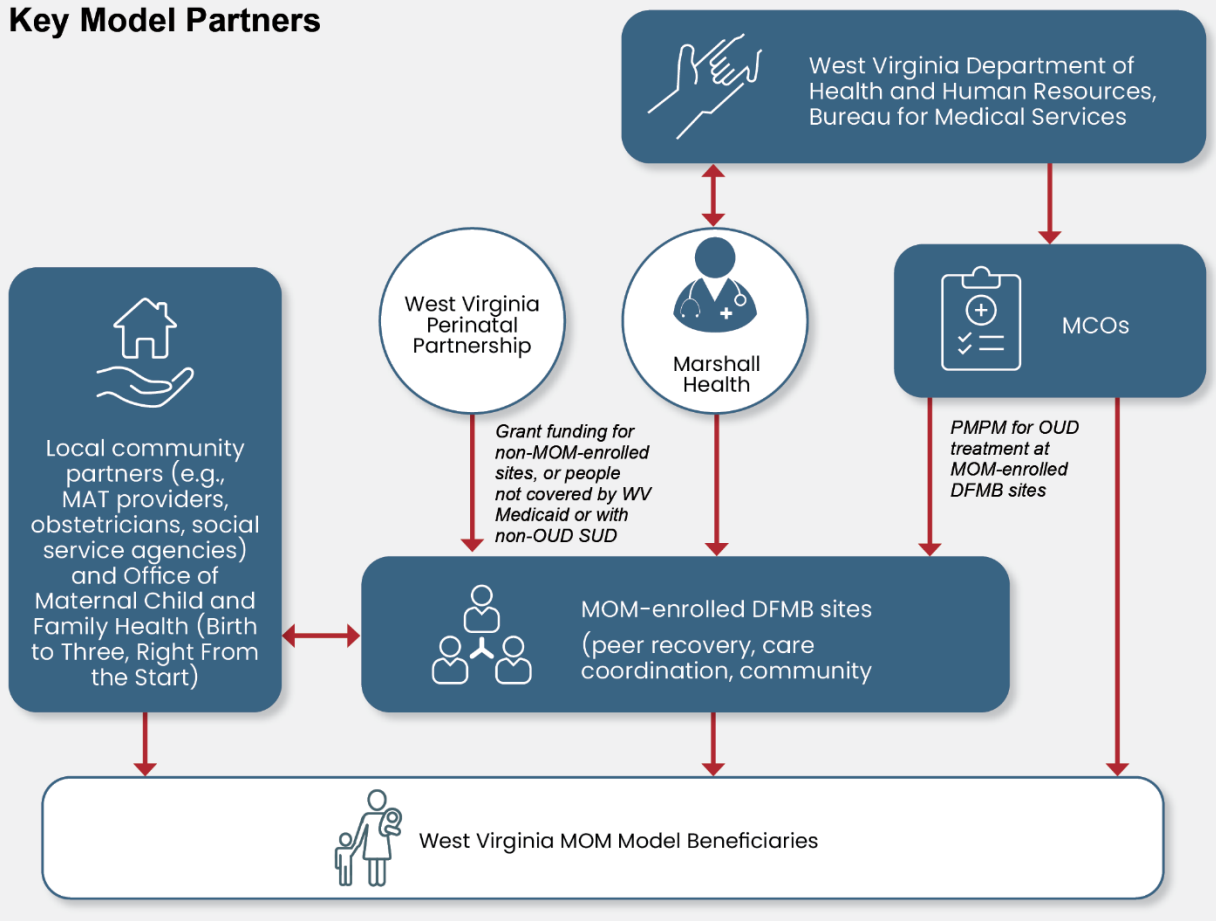 Key Model Partners
West Virginia Department of
Health and Human Resources,
Bureau for Medical Services
West Virginia
Perinatal
Partnership
Marshall
Health
MCOs
Local community
partners (e.g.,
MAT providers,
obstetricians, social
service agencies)
and Office of
Maternal Child and
Family Health (Birth
to Three, Right From
the Start)
Grant funding for
non-MOM-enrolled
sites, or people
not covered by WV
Medicaid or with
non-OUD SUD
PMPM for OUD
treatment at
MOM-enrolled
DFMB sites
MOM-enrolled DFMB sites
(peer recovery, care
coordination, community
West Virginia MOM Model Beneficiaries